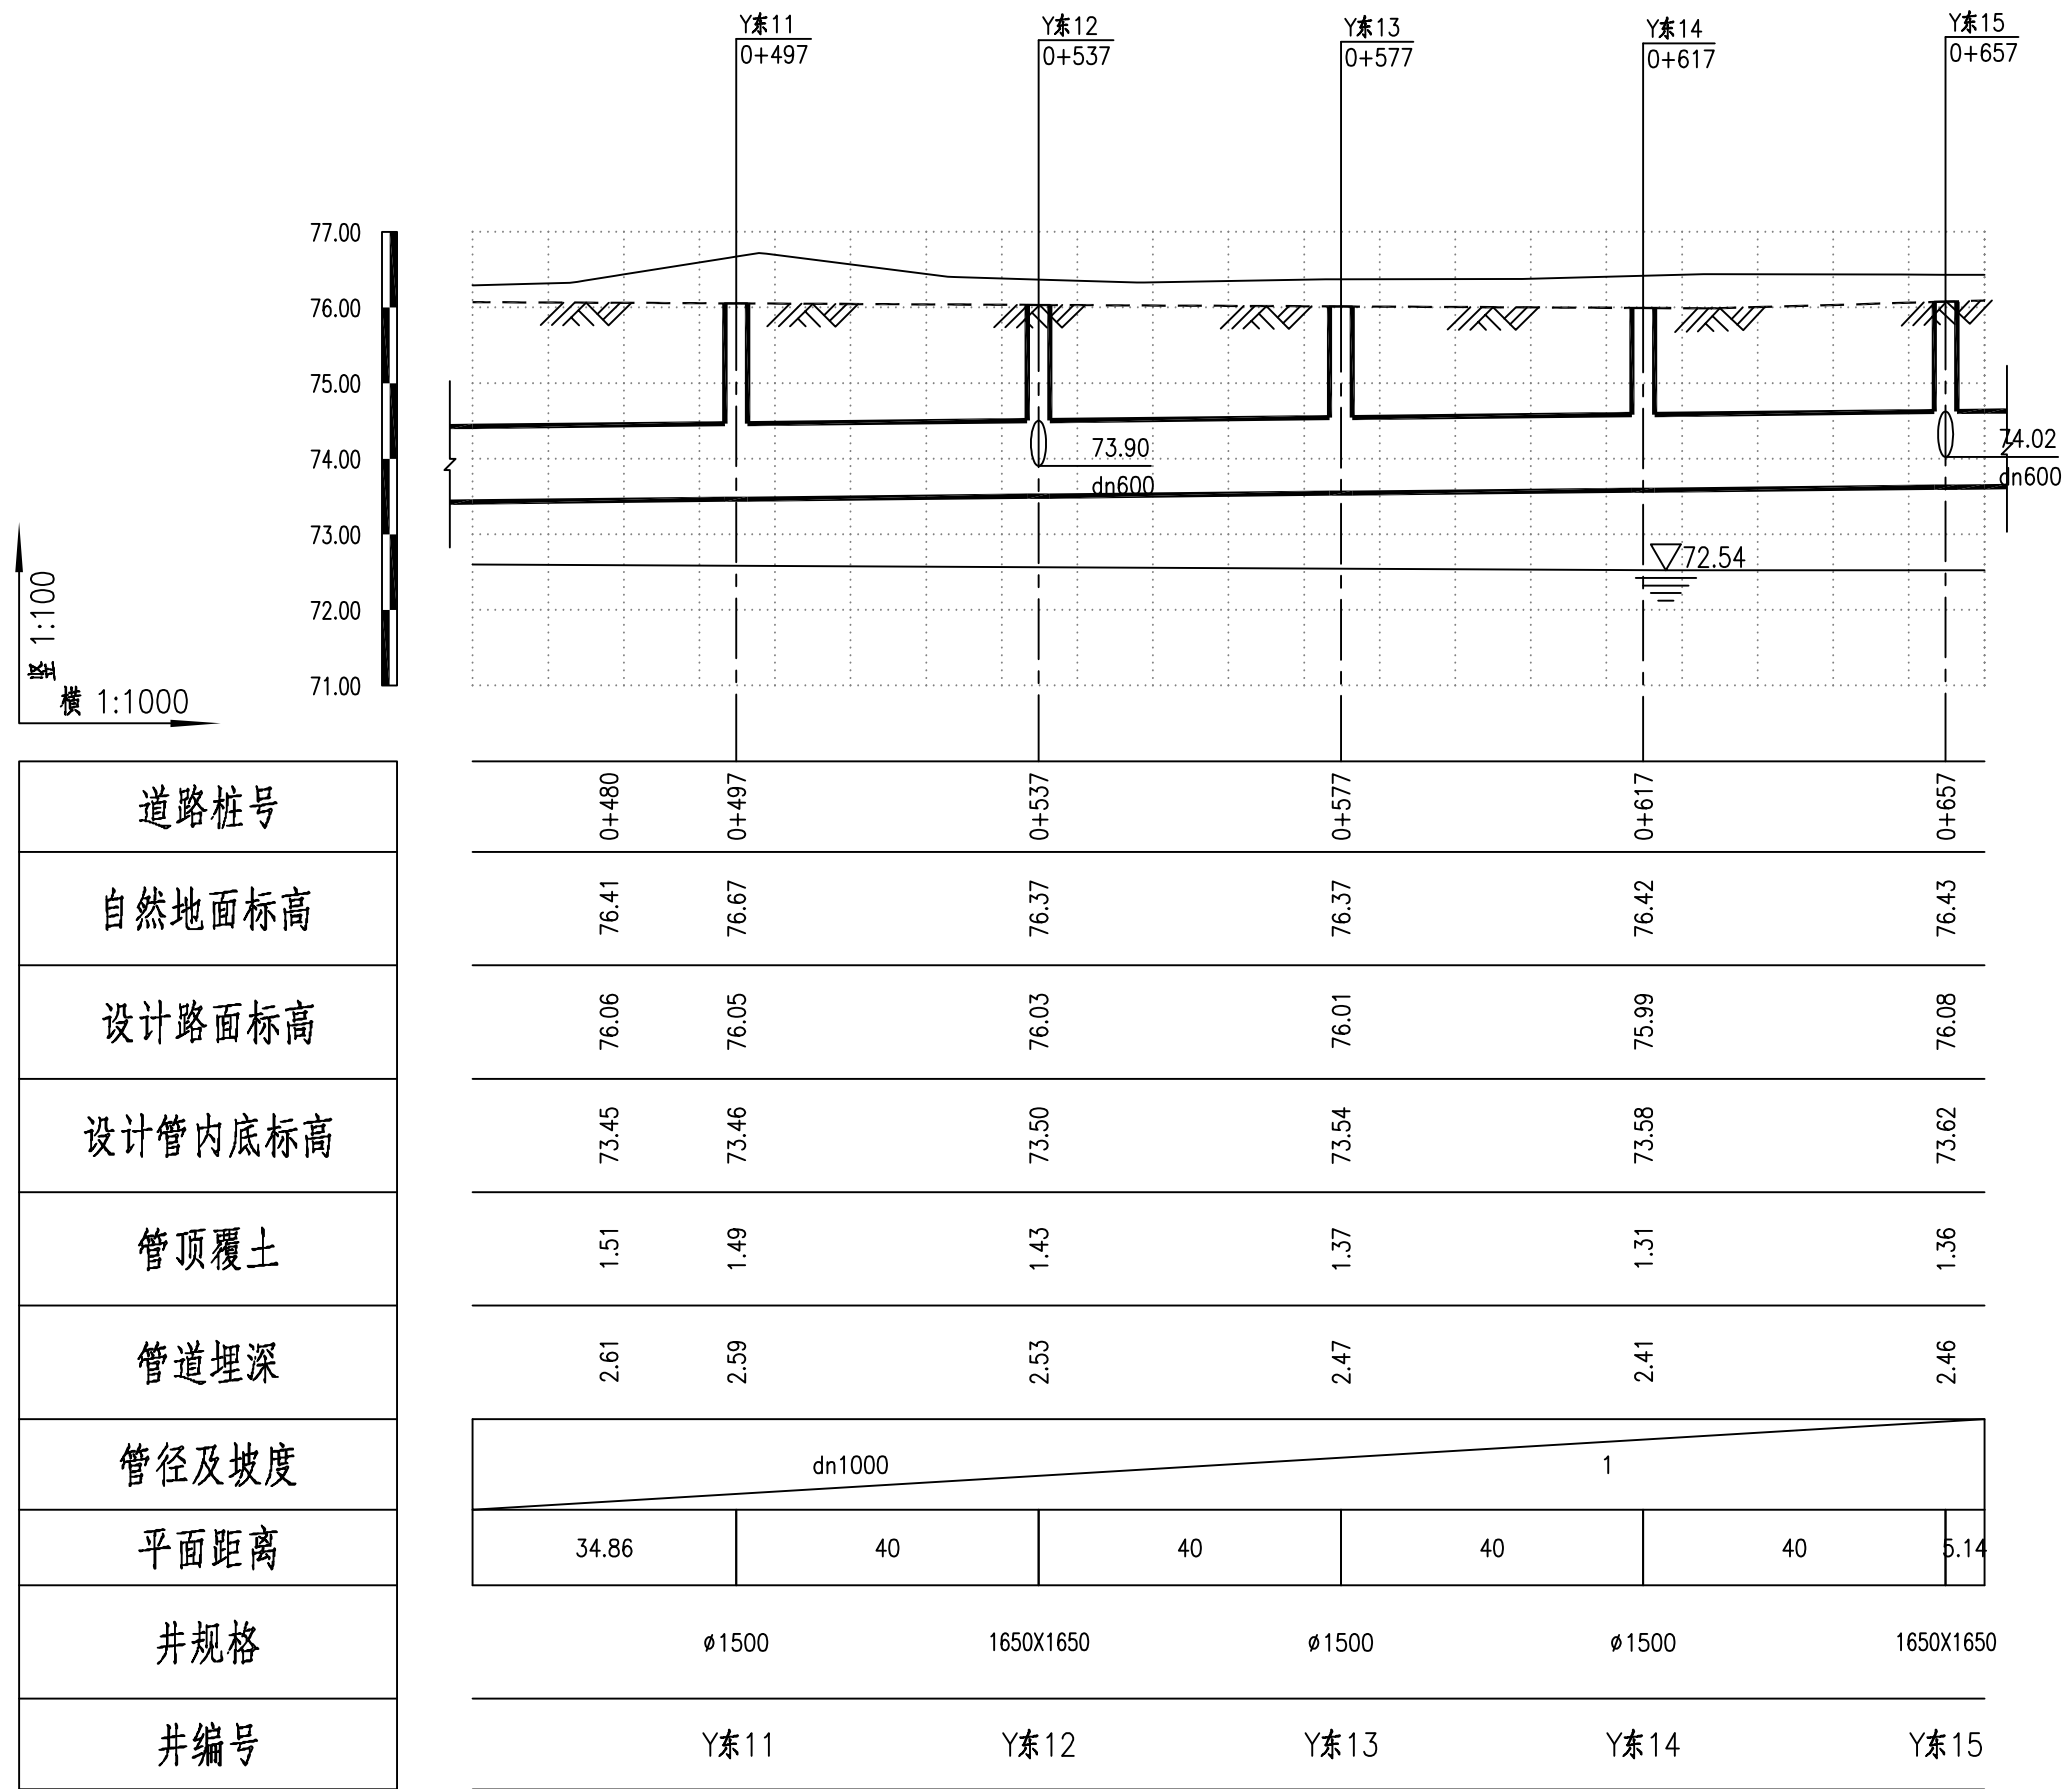 Y东11
0+497
Y东12
0+537
Y东13
0+577
Y东14
0+617
Y东15
0+657
77.00
76.00
75.00
74.00
73.00
72.00
71.00
73.90
dn600
74.02
dn600
72.54
竖 1:100
横 1:1000
道路桩号 0+480 0+497 0+537 0+577 0+617 0+657
自然地面标高 76.41 76.67 76.37 76.37 76.42 76.43
设计路面标高 76.06 76.05 76.03 76.01 75.99 76.08
设计管内底标高 73.45 73.46 73.50 73.54 73.58 73.62
管顶覆土 1.51 1.49 1.43 1.37 1.31 1.36
管道埋深 2.61 2.59 2.53 2.47 2.41 2.46
管径及坡度 dn1000 1
平面距离 34.86 40 40 40 40 5.14
井规格 ø1500 1650X1650 ø1500 ø1500 1650X1650
井编号 Y东11 Y东12 Y东13 Y东14 Y东15